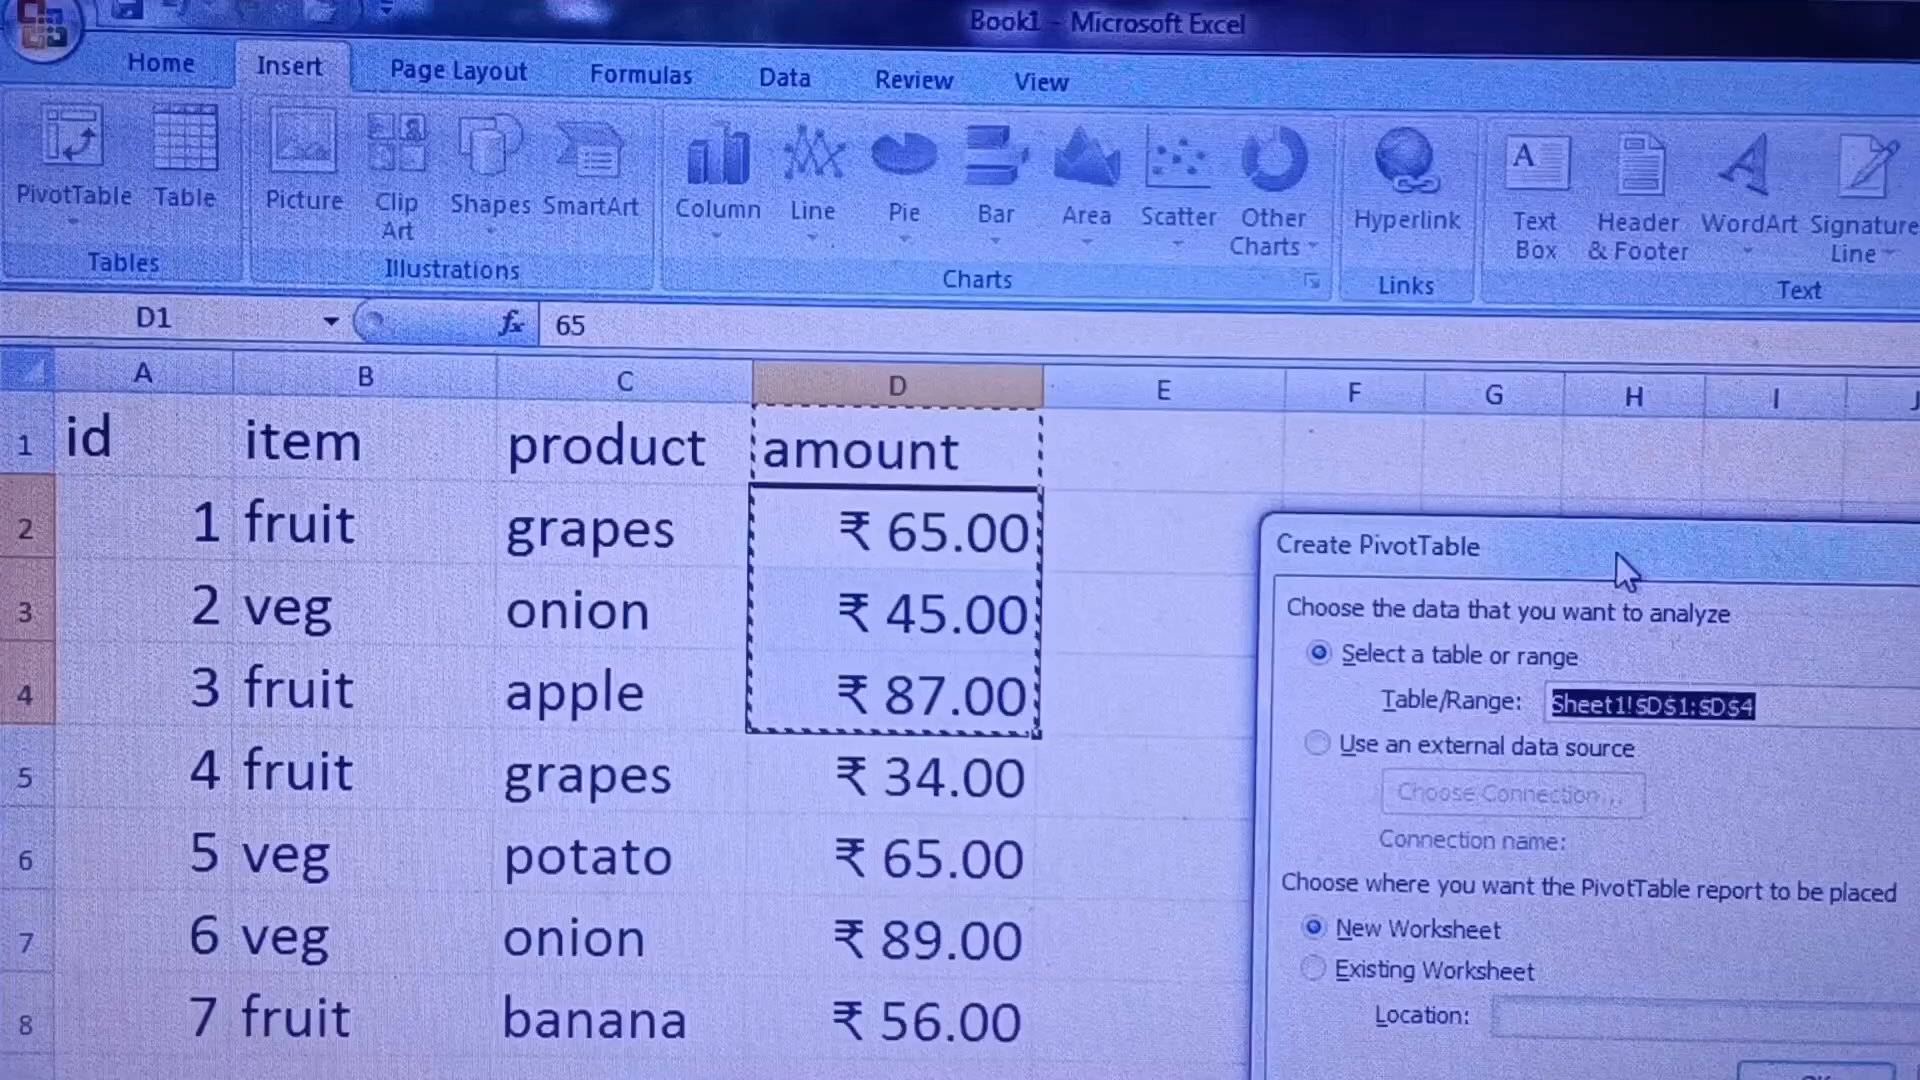 Book1 - Microsoft Excel
Home Insert Page Layout Formulas Data Review View
PivotTable Table Picture Clip Art Shapes SmartArt Column Line Pie Bar Area Scatter Other Charts Hyperlink Text Box Header & Footer WordArt Signature Line
Tables Illustrations Charts Links Text
D1 fx 65
A B C D E F G H I J
1 id item product amount
2 1 fruit grapes ₹ 65.00
3 2 veg onion ₹ 45.00
4 3 fruit apple ₹ 87.00
5 4 fruit grapes ₹ 34.00
6 5 veg potato ₹ 65.00
7 6 veg onion ₹ 89.00
8 7 fruit banana ₹ 56.00
Create PivotTable
Choose the data that you want to analyze
Select a table or range
Table/Range: Sheet1!$D$1:$D$4
Use an external data source
Choose Connection...
Connection name:
Choose where you want the PivotTable report to be placed
New Worksheet
Existing Worksheet
Location: